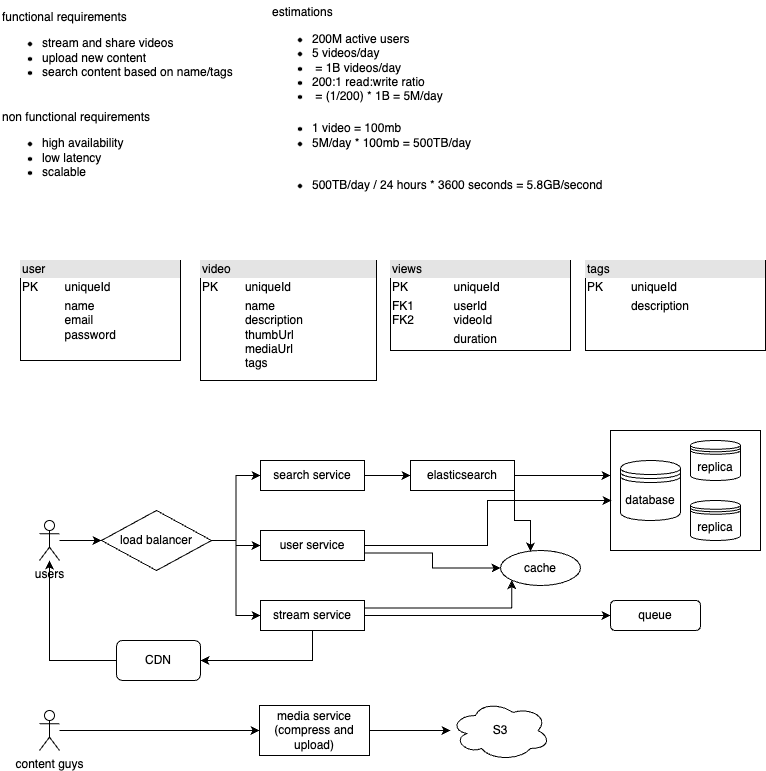 functional requirements
stream and share videos
upload new content
search content based on name/tags
non functional requirements
high availability
low latency
scalable
estimations
200M active users
5 videos/day
= 1B videos/day
200:1 read:write ratio
= (1/200) * 1B = 5M/day
1 video = 100mb
5M/day * 100mb = 500TB/day
500TB/day / 24 hours * 3600 seconds = 5.8GB/second
user
PK uniqueId
name
email
password
video
PK uniqueId
name
description
thumbUrl
mediaUrl
tags
views
PK uniqueId
FK1 userId
FK2 videoId
duration
tags
PK uniqueId
description
search service
elasticsearch
database
replica
replica
users
load balancer
user service
cache
stream service
queue
CDN
content guys
media service
(compress and
upload)
S3